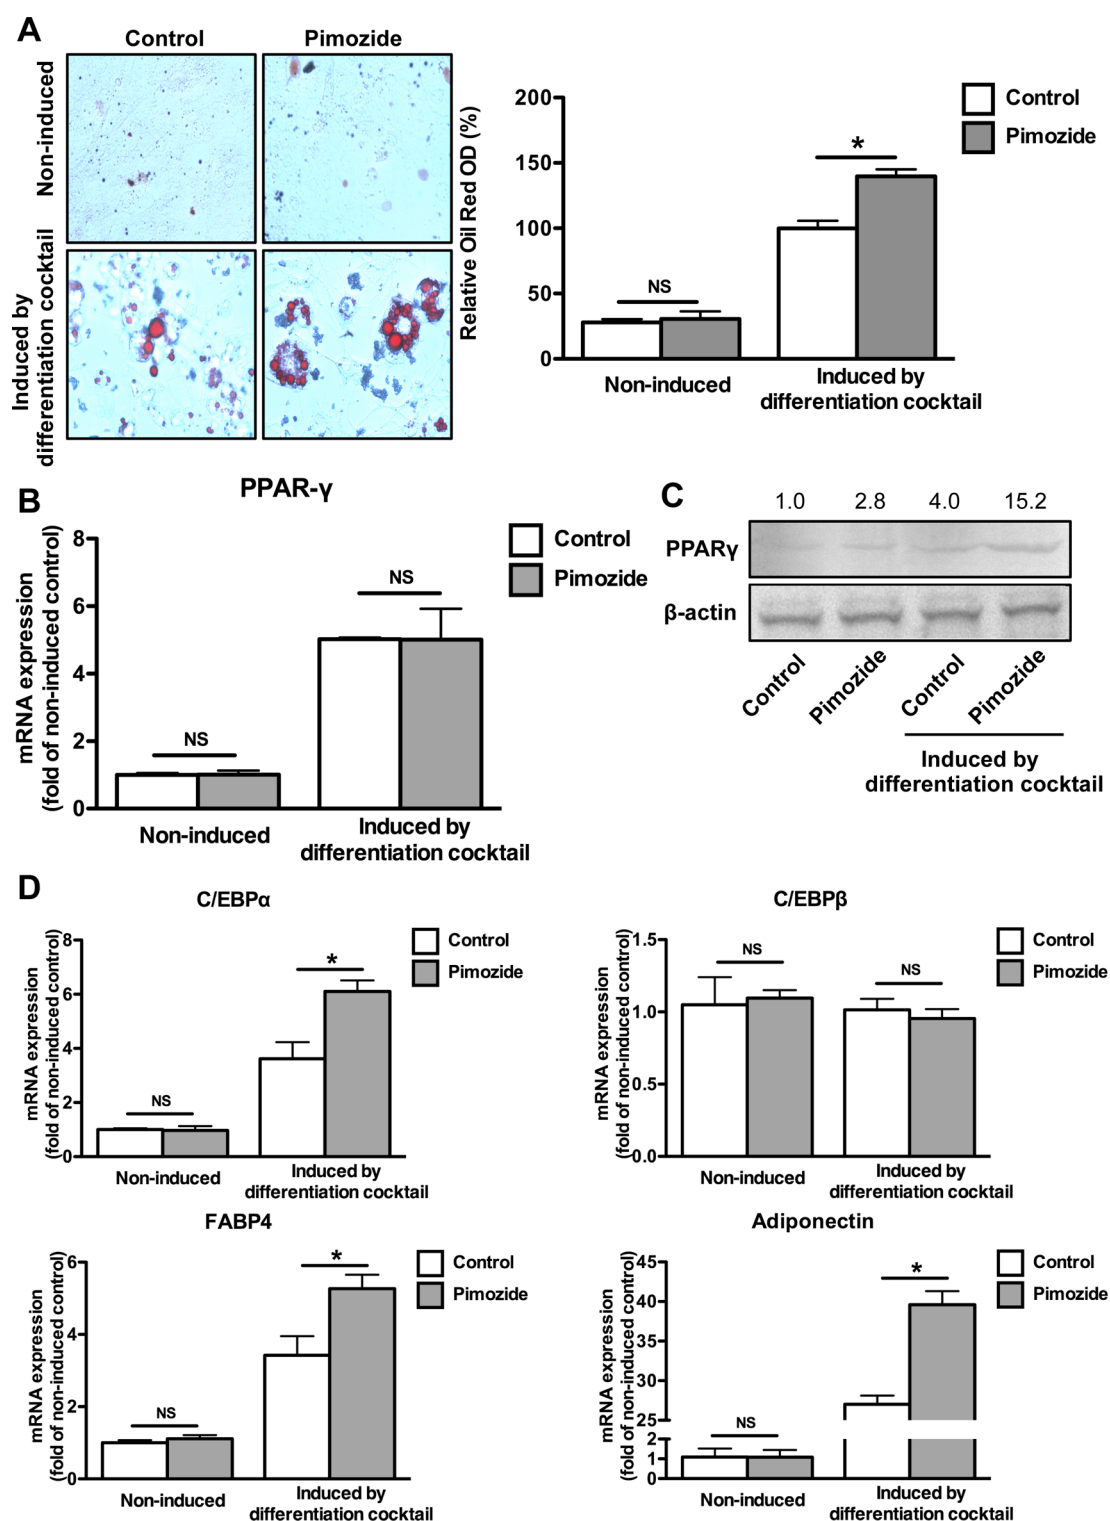 A
Control
Pimozide
Non-induced
Induced by
differentiation cocktail
Relative Oil Red OD (%)
200
150
100
50
0
NS
*
Non-induced
Induced by
differentiation cocktail
Control
Pimozide
B
PPAR-γ
mRNA expression
(fold of non-induced control)
8
6
4
2
0
NS
NS
Non-induced
Induced by
differentiation cocktail
Control
Pimozide
C
1.0 2.8 4.0 15.2
PPARγ
β-actin
Control
Pimozide
Control
Pimozide
Induced by
differentiation cocktail
D
C/EBPα
mRNA expression
(fold of non-induced control)
8
6
4
2
0
NS
*
Non-induced
Induced by
differentiation cocktail
Control
Pimozide
C/EBPβ
mRNA expression
(fold of non-induced control)
1.5
1.0
0.5
0.0
NS
NS
Non-induced
Induced by
differentiation cocktail
Control
Pimozide
FABP4
mRNA expression
(fold of non-induced control)
6
4
2
0
NS
*
Non-induced
Induced by
differentiation cocktail
Control
Pimozide
Adiponectin
mRNA expression
(fold of non-induced control)
45
40
35
30
25
2
1
0
NS
*
Non-induced
Induced by
differentiation cocktail
Control
Pimozide